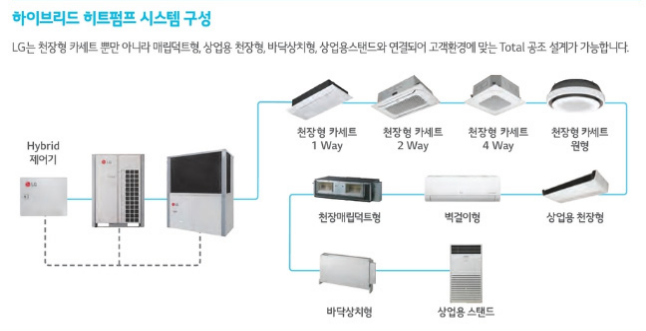 하이브리드 히트펌프 시스템 구성
LG는 천장형 카세트 뿐만 아니라 매립덕트형, 상업용 천장형, 바닥상치형, 상업용스탠드와 연결되어 고객환경에 맞는 Total 공조 설계가 가능합니다.
Hybrid
제어기
LG
LG
LG
천장형 카세트
1 Way
천장형 카세트
2 Way
천장형 카세트
4 Way
천장형 카세트
원형
천장매립덕트형
벽걸이형
상업용 천장형
바닥상치형
상업용 스탠드